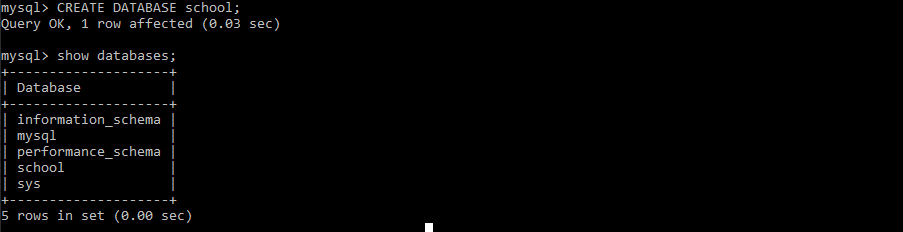 mysql> CREATE DATABASE school;
Query OK, 1 row affected (0.03 sec)
mysql> show databases;
+--------------------+
| Database           |
+--------------------+
| information_schema |
| mysql              |
| performance_schema |
| school             |
| sys                |
+--------------------+
5 rows in set (0.00 sec)